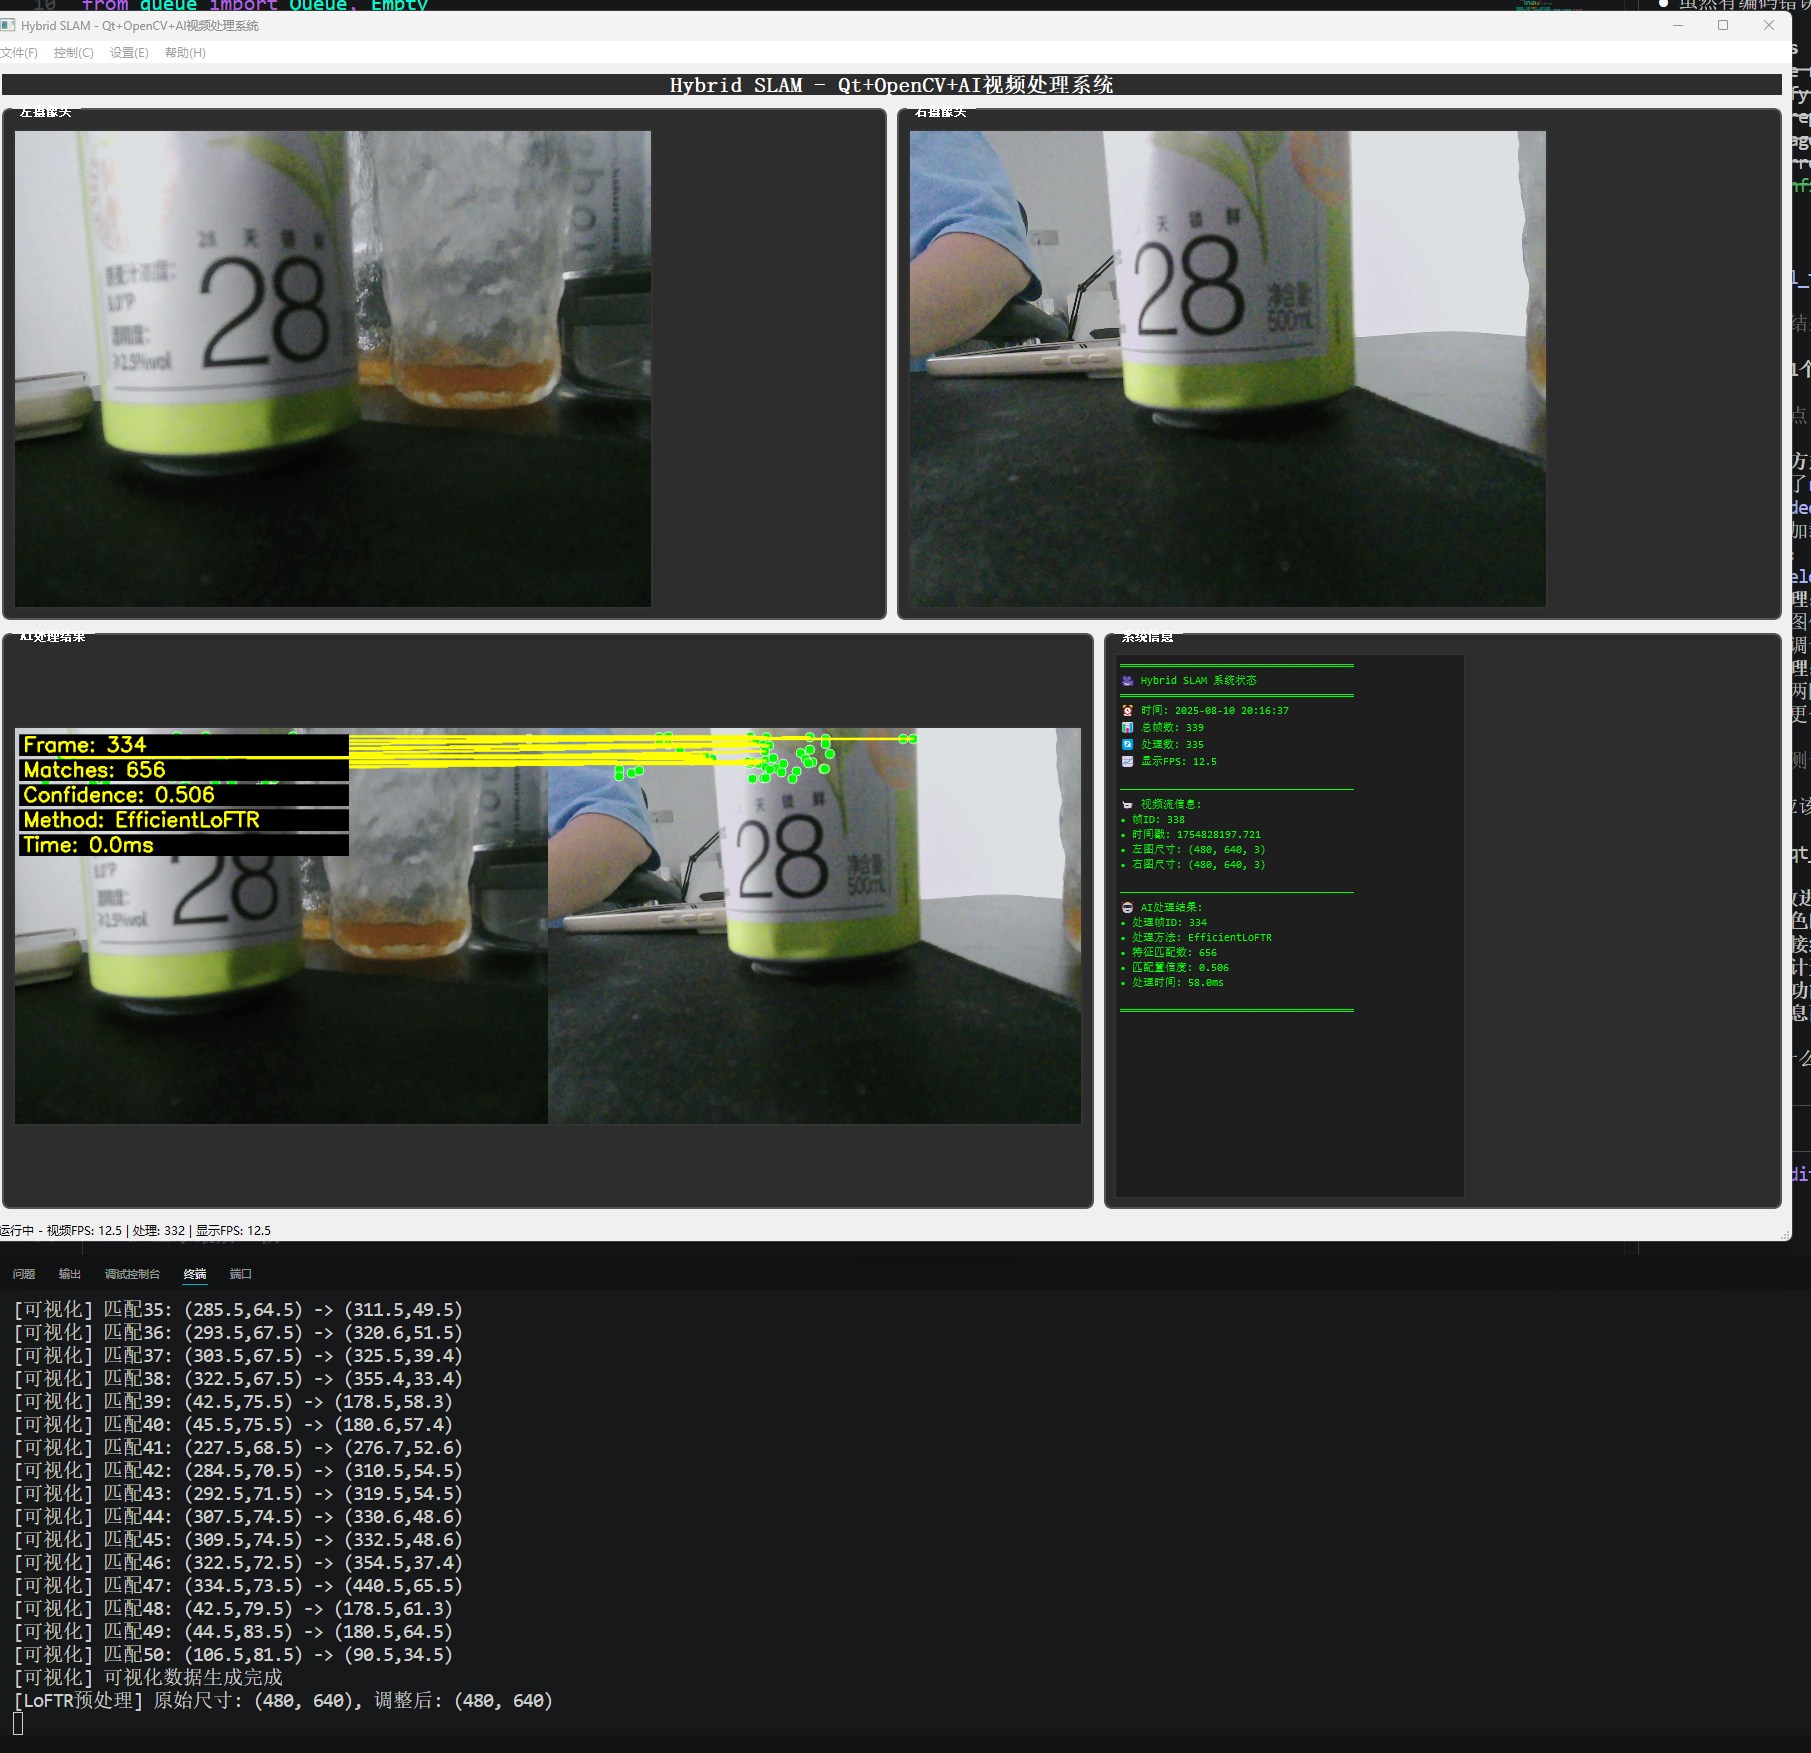 10 from queue import Queue, Empty
Hybrid SLAM - Qt+OpenCV+AI视频处理系统
文件(F) 控制(C) 设置(E) 帮助(H)
Hybrid SLAM - Qt+OpenCV+AI视频处理系统
左摄像头
右摄像头
28
≥2.5%vol
28
净含量:
500mL
AI处理结果
系统信息
Frame: 334
Matches: 656
Confidence: 0.506
Method: EfficientLoFTR
Time: 0.0ms
28
≥2.5%vol
28
净含量:
500mL
Hybrid SLAM 系统状态
时间: 2025-08-10 20:16:37
总帧数: 339
处理数: 335
显示FPS: 12.5
视频流信息:
• 帧ID: 338
• 时间戳: 1754828197.721
• 左图尺寸: (480, 640, 3)
• 右图尺寸: (480, 640, 3)
AI处理结果:
• 处理帧ID: 334
• 处理方法: EfficientLoFTR
• 特征匹配数: 656
• 匹配置信度: 0.506
• 处理时间: 58.0ms
运行中 - 视频FPS: 12.5 | 处理: 332 | 显示FPS: 12.5
问题 输出 调试控制台 终端 端口
[可视化] 匹配35: (285.5,64.5) -> (311.5,49.5)
[可视化] 匹配36: (293.5,67.5) -> (320.6,51.5)
[可视化] 匹配37: (303.5,67.5) -> (325.5,39.4)
[可视化] 匹配38: (322.5,67.5) -> (355.4,33.4)
[可视化] 匹配39: (42.5,75.5) -> (178.5,58.3)
[可视化] 匹配40: (45.5,75.5) -> (180.6,57.4)
[可视化] 匹配41: (227.5,68.5) -> (276.7,52.6)
[可视化] 匹配42: (284.5,70.5) -> (310.5,54.5)
[可视化] 匹配43: (292.5,71.5) -> (319.5,54.5)
[可视化] 匹配44: (307.5,74.5) -> (330.6,48.6)
[可视化] 匹配45: (309.5,74.5) -> (332.5,48.6)
[可视化] 匹配46: (322.5,72.5) -> (354.5,37.4)
[可视化] 匹配47: (334.5,73.5) -> (440.5,65.5)
[可视化] 匹配48: (42.5,79.5) -> (178.5,61.3)
[可视化] 匹配49: (44.5,83.5) -> (180.5,64.5)
[可视化] 匹配50: (106.5,81.5) -> (90.5,34.5)
[可视化] 可视化数据生成完成
[LoFTR预处理] 原始尺寸: (480, 640), 调整后: (480, 640)